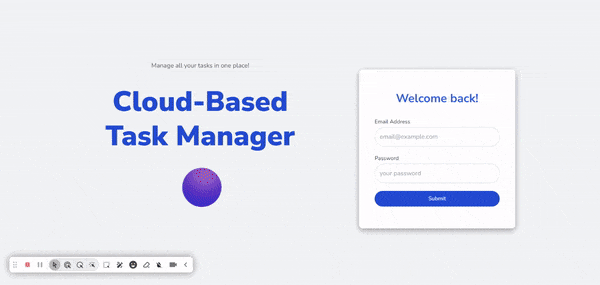 Manage all your tasks in one place!
Cloud-Based
Task Manager
Welcome back!
Email Address
email@example.com
Password
your password
Submit